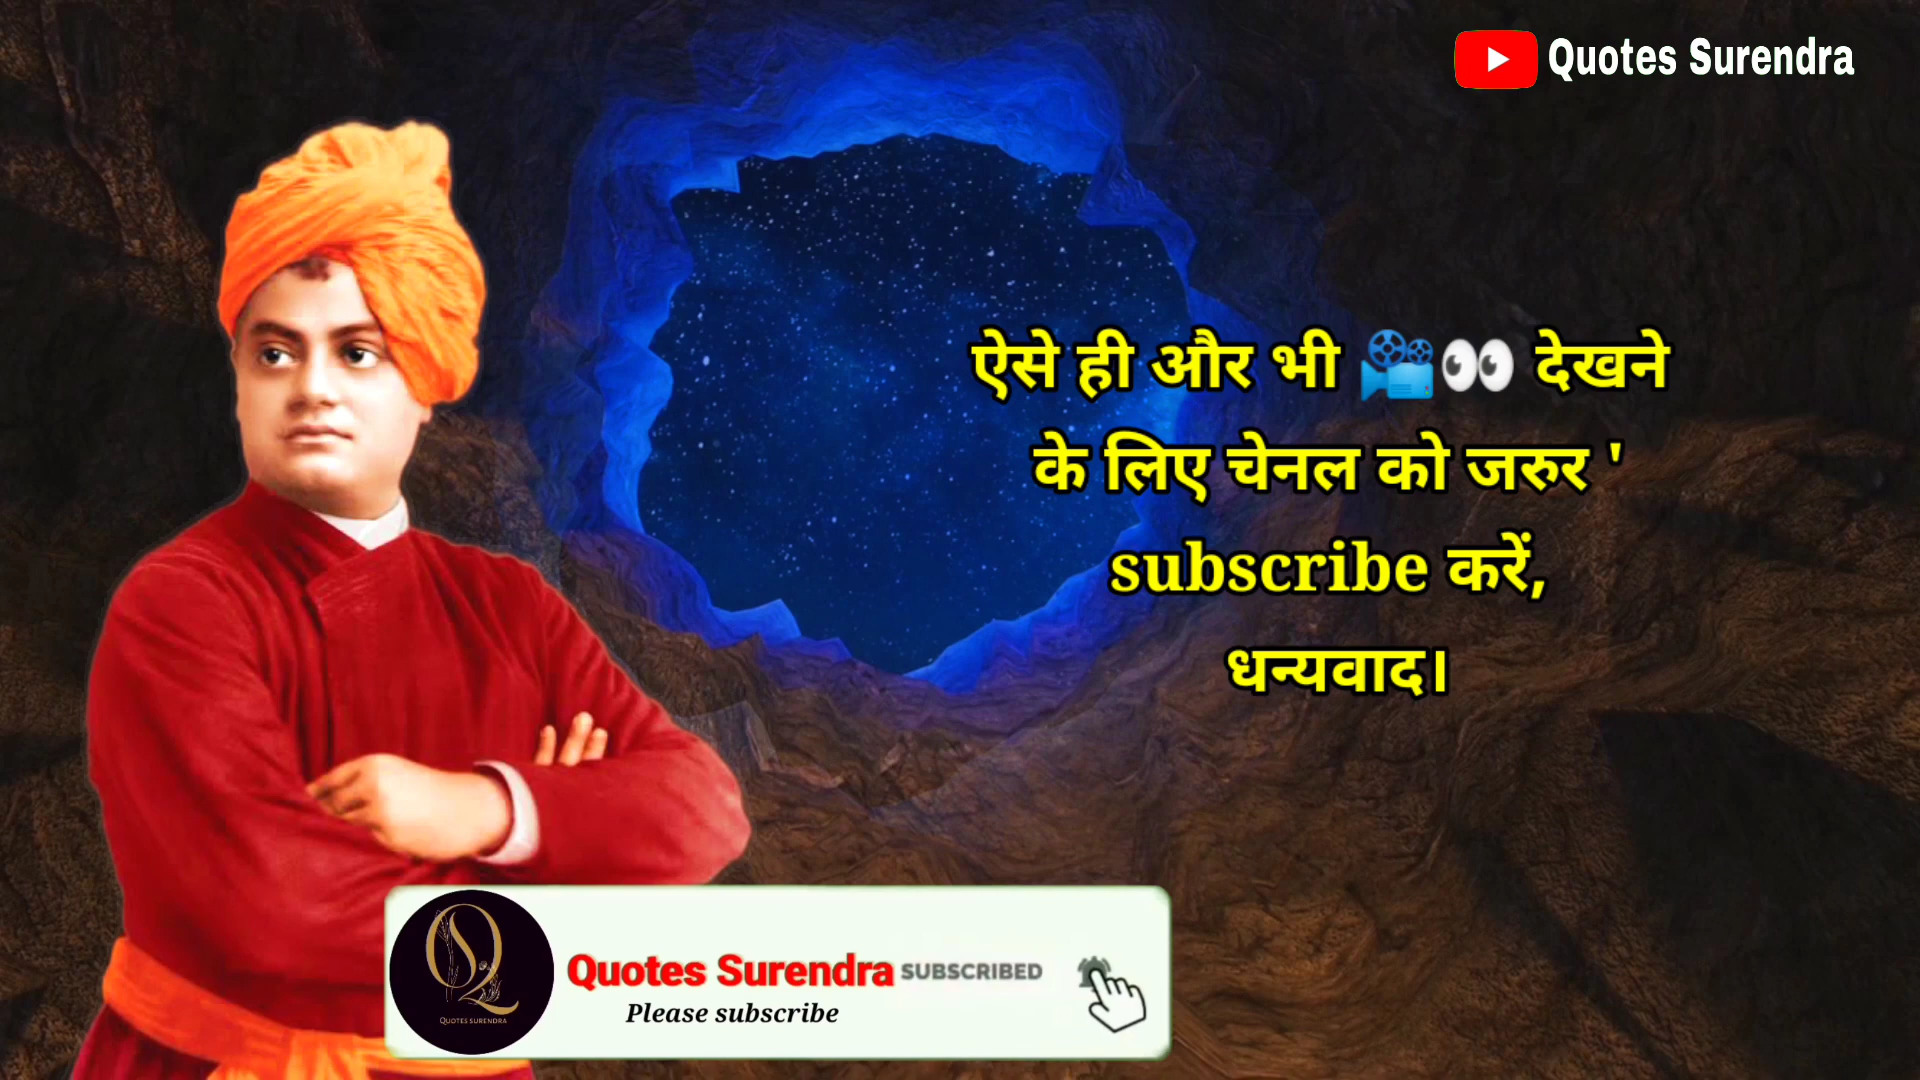 Quotes Surendra
ऐसे ही और भी 🎥👀 देखने
के लिए चेनल को जरुर '
subscribe करें,
धन्यवाद।
Quotes Surendra SUBSCRIBED
Please subscribe
QUOTES SURENDRA